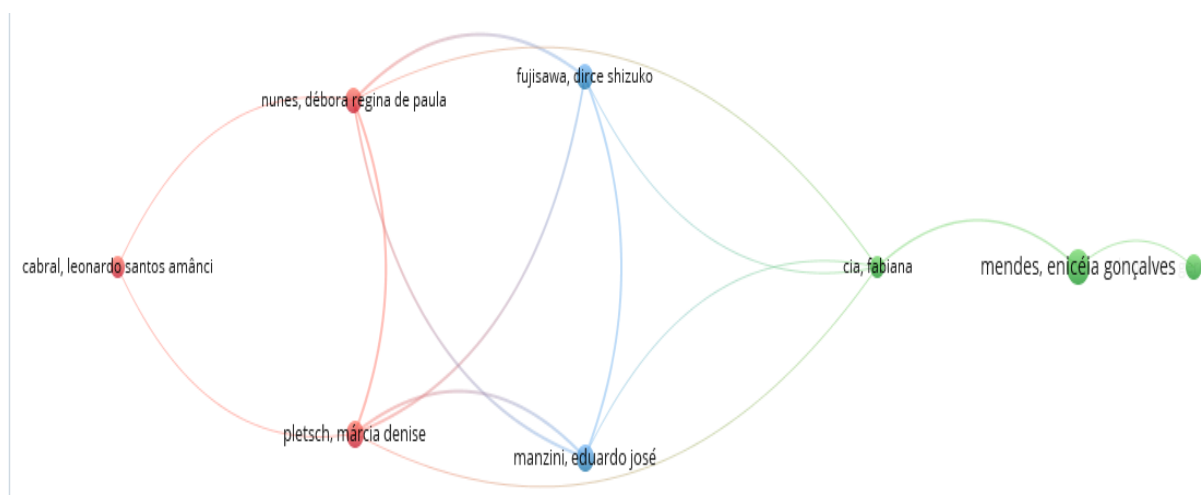 fujisawa, dirce shizuko
nunes, débora regina de paula
cabral, leonardo santos amânci
cia, fabiana
mendes, enicéia gonçalves
pletsch, márcia denise
manzini, eduardo josé